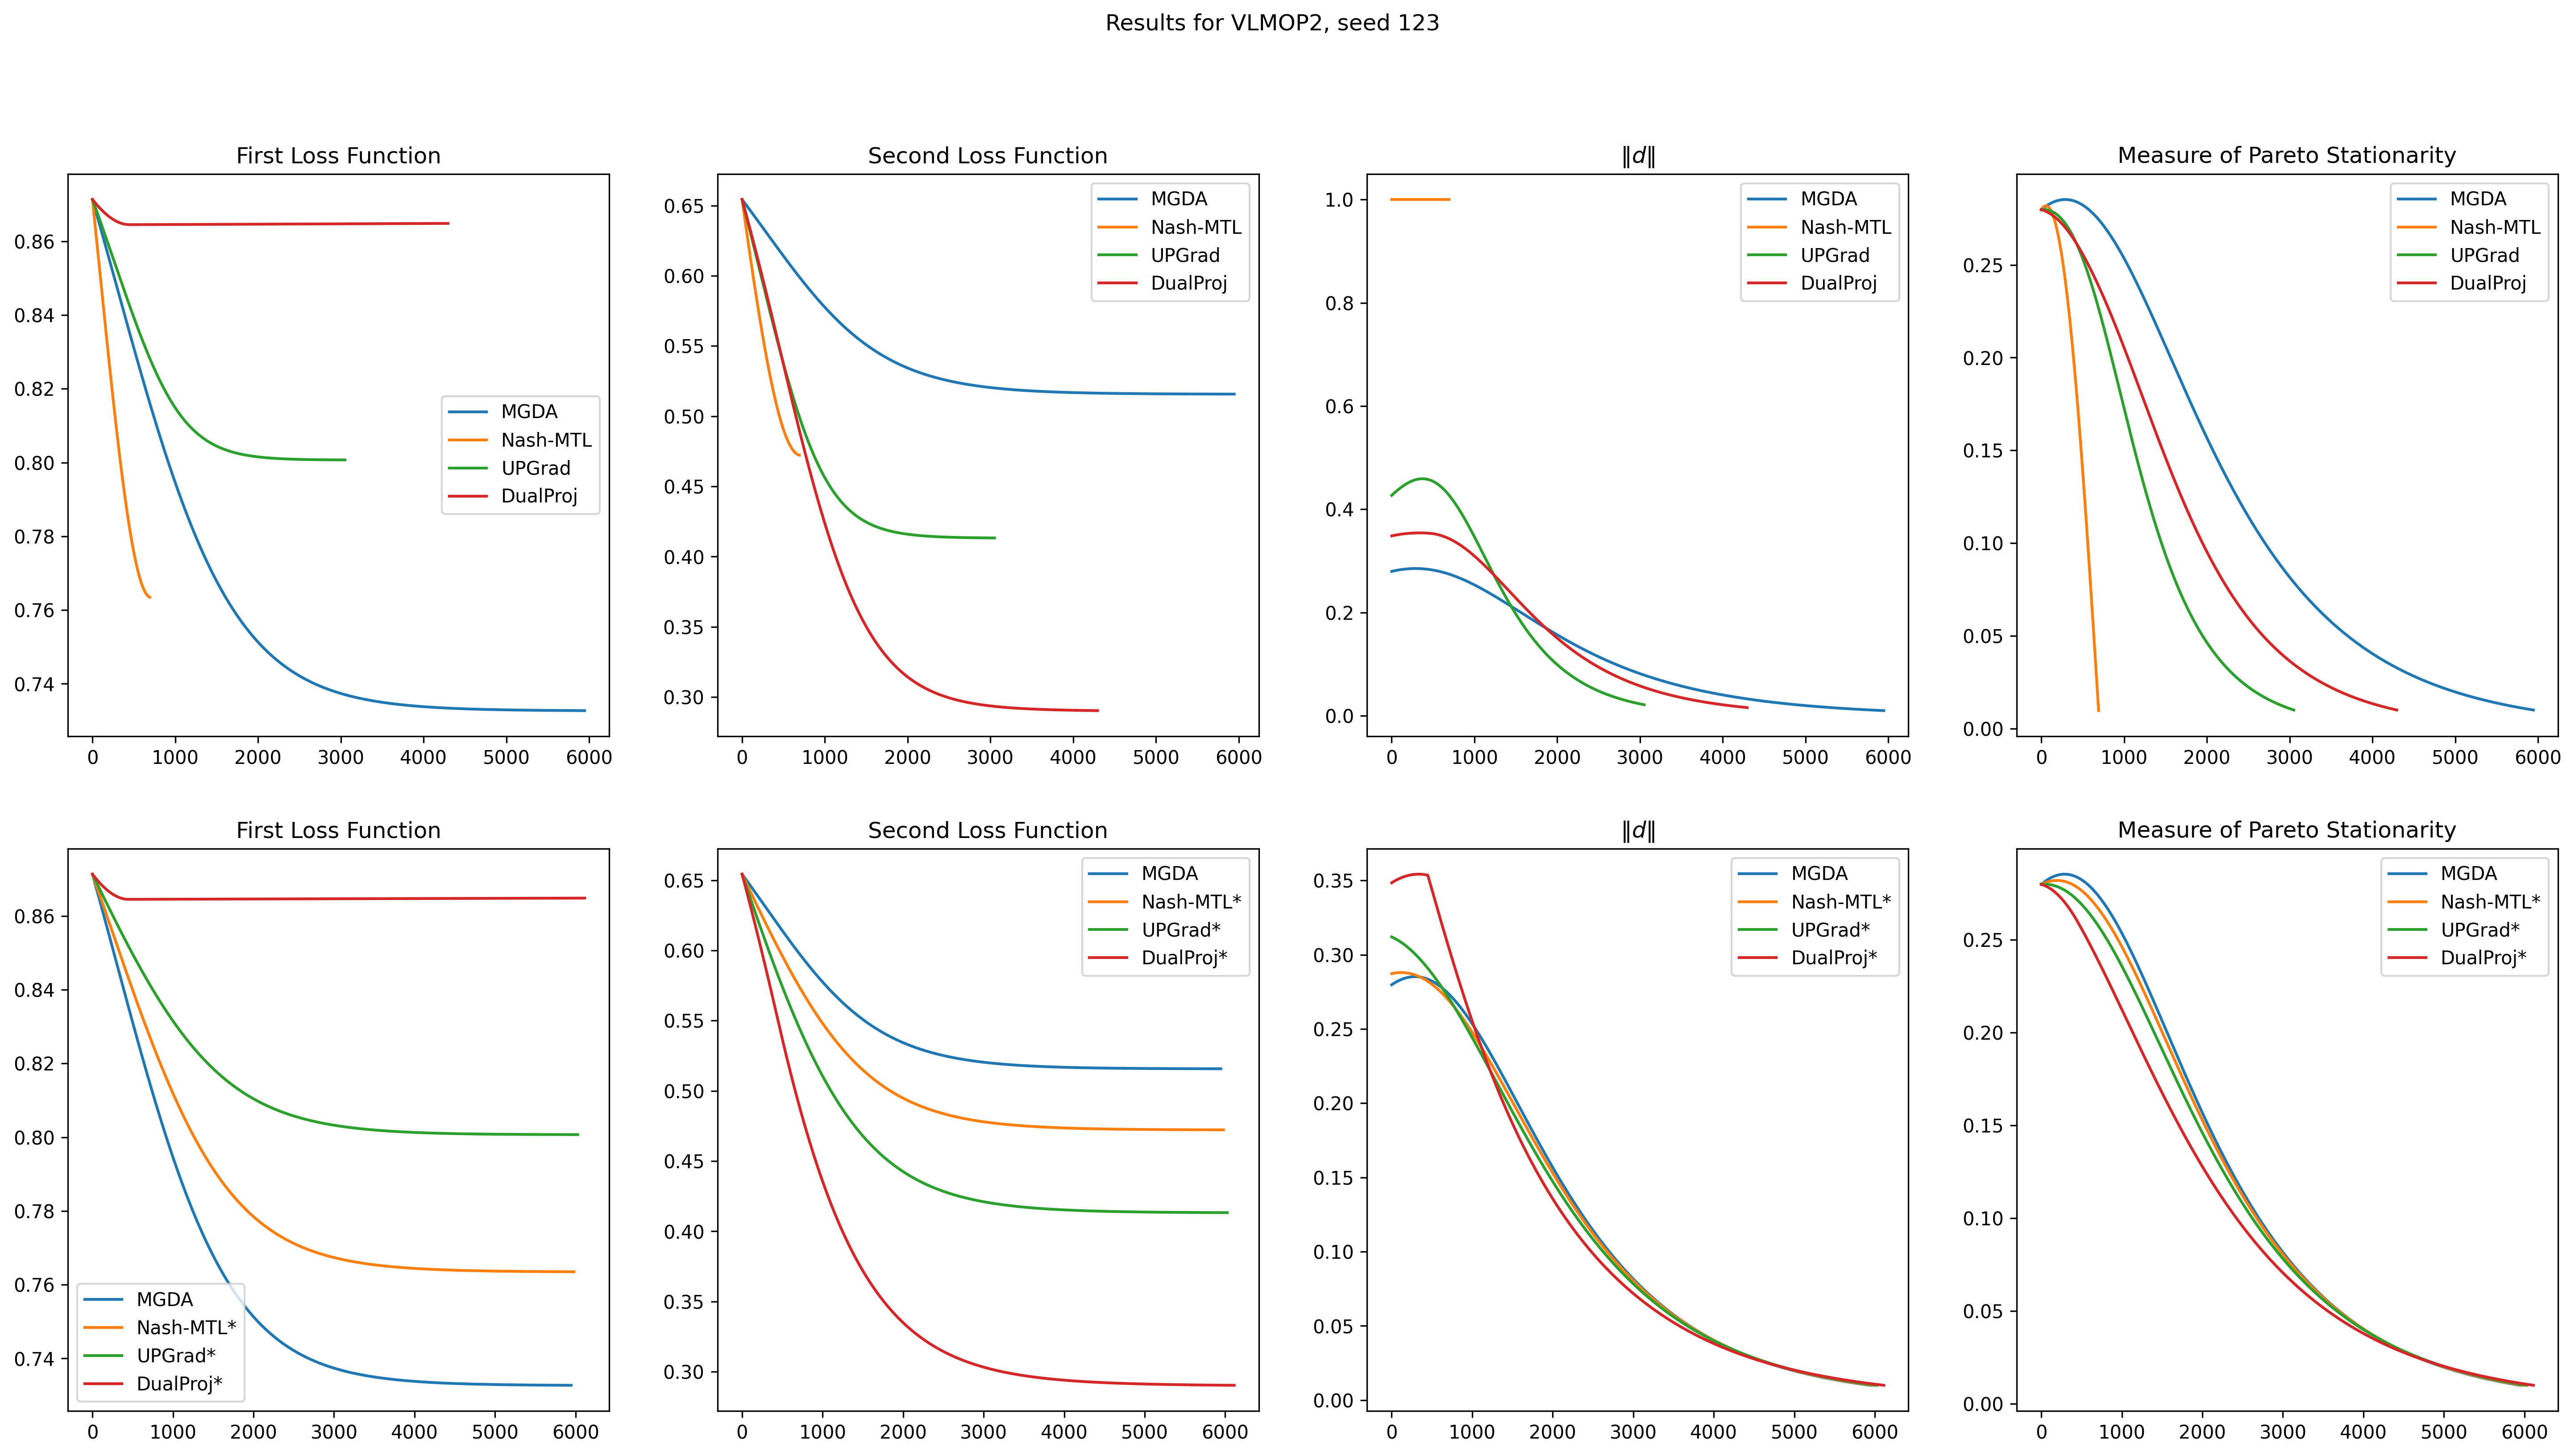 Results for VLMOP2, seed 123
First Loss Function
0.86
0.84
0.82
0.80
0.78
0.76
0.74
0 1000 2000 3000 4000 5000 6000
MGDA
Nash-MTL
UPGrad
DualProj
Second Loss Function
0.65
0.60
0.55
0.50
0.45
0.40
0.35
0.30
0 1000 2000 3000 4000 5000 6000
MGDA
Nash-MTL
UPGrad
DualProj
‖d‖
1.0
0.8
0.6
0.4
0.2
0.0
0 1000 2000 3000 4000 5000 6000
MGDA
Nash-MTL
UPGrad
DualProj
Measure of Pareto Stationarity
0.25
0.20
0.15
0.10
0.05
0.00
0 1000 2000 3000 4000 5000 6000
MGDA
Nash-MTL
UPGrad
DualProj
First Loss Function
0.86
0.84
0.82
0.80
0.78
0.76
0.74
0 1000 2000 3000 4000 5000 6000
MGDA
Nash-MTL*
UPGrad*
DualProj*
Second Loss Function
0.65
0.60
0.55
0.50
0.45
0.40
0.35
0.30
0 1000 2000 3000 4000 5000 6000
MGDA
Nash-MTL*
UPGrad*
DualProj*
‖d‖
0.35
0.30
0.25
0.20
0.15
0.10
0.05
0.00
0 1000 2000 3000 4000 5000 6000
MGDA
Nash-MTL*
UPGrad*
DualProj*
Measure of Pareto Stationarity
0.25
0.20
0.15
0.10
0.05
0.00
0 1000 2000 3000 4000 5000 6000
MGDA
Nash-MTL*
UPGrad*
DualProj*